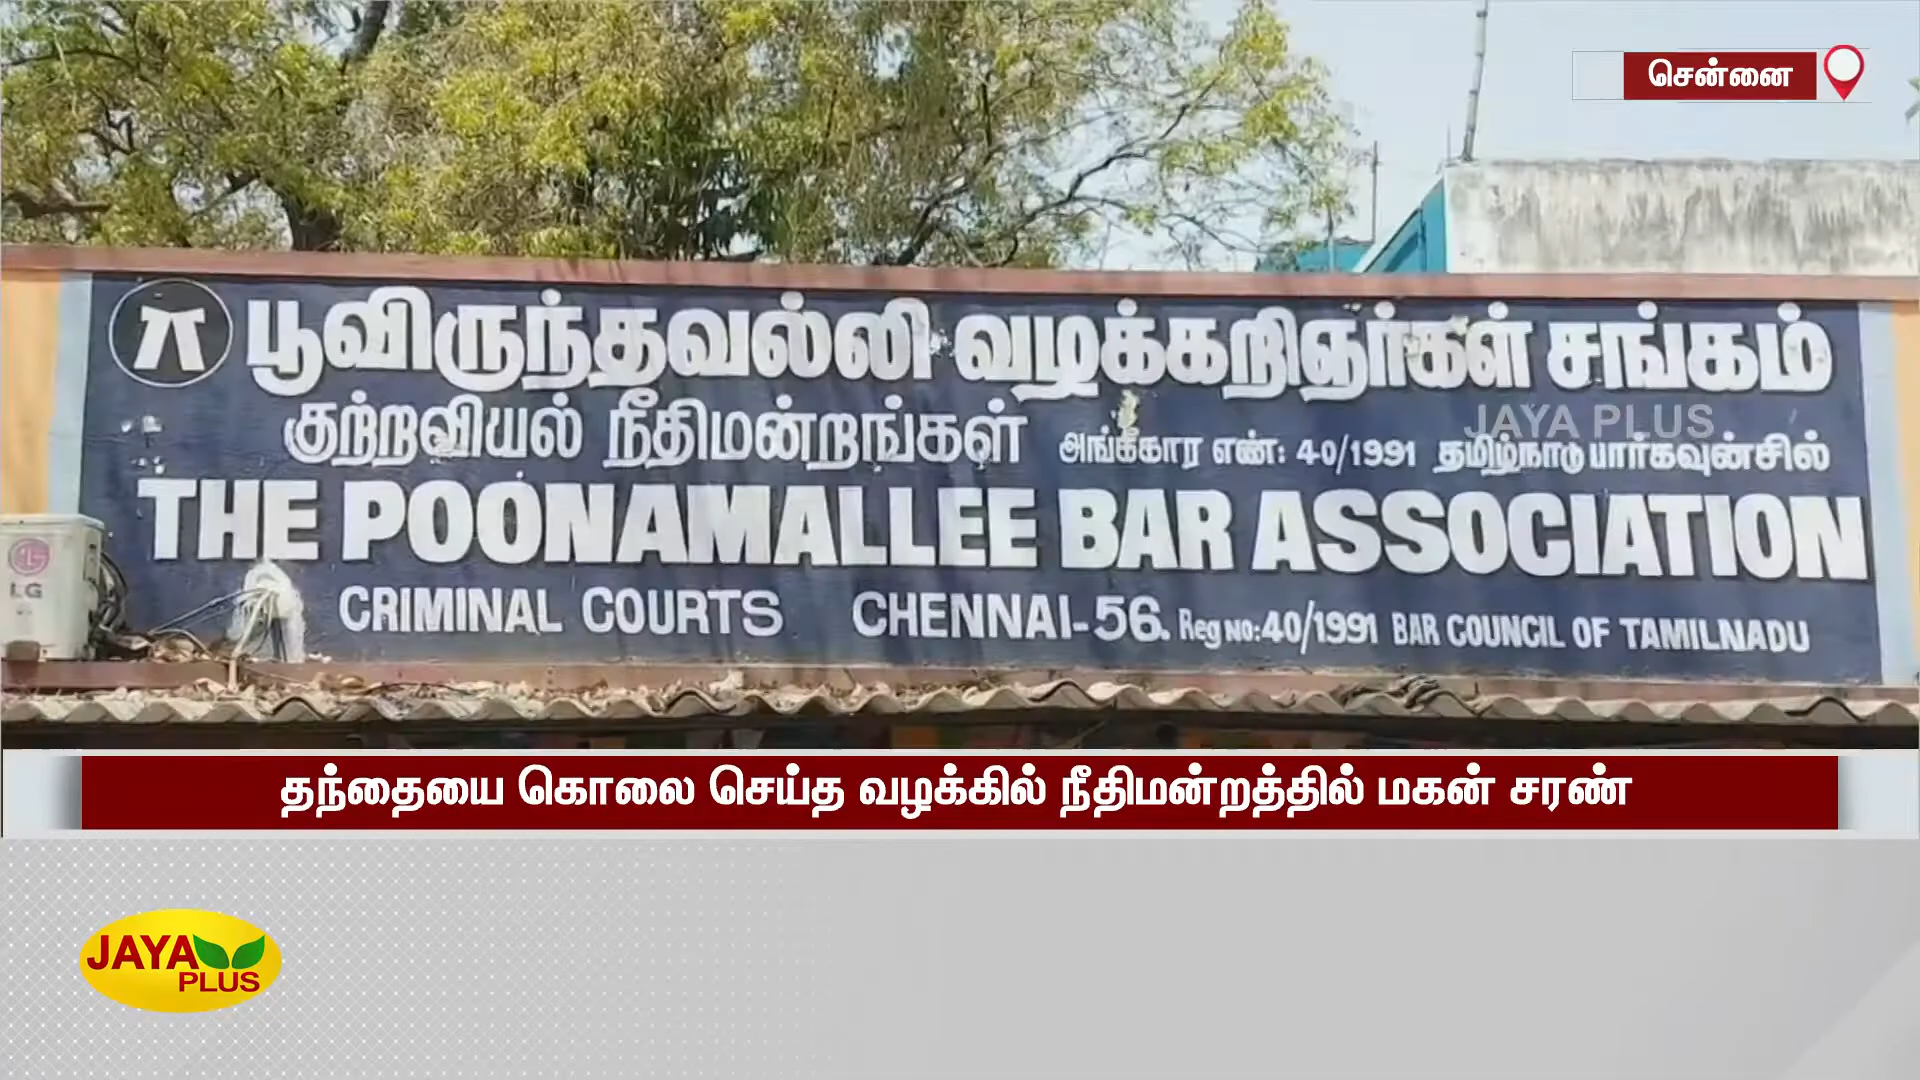 சென்னை
பூவிருந்தவல்லி வழக்கறிஞர்கள் சங்கம்
குற்றவியல் நீதிமன்றங்கள் அங்கீகார எண்: 40/1991 தமிழ்நாடு பார்கவுன்சில்
JAYA PLUS
THE POONAMALLEE BAR ASSOCIATION
CRIMINAL COURTS CHENNAI-56. Reg No:40/1991 BAR COUNCIL OF TAMILNADU
LG
தந்தையை கொலை செய்த வழக்கில் நீதிமன்றத்தில் மகன் சரண்
JAYA PLUS